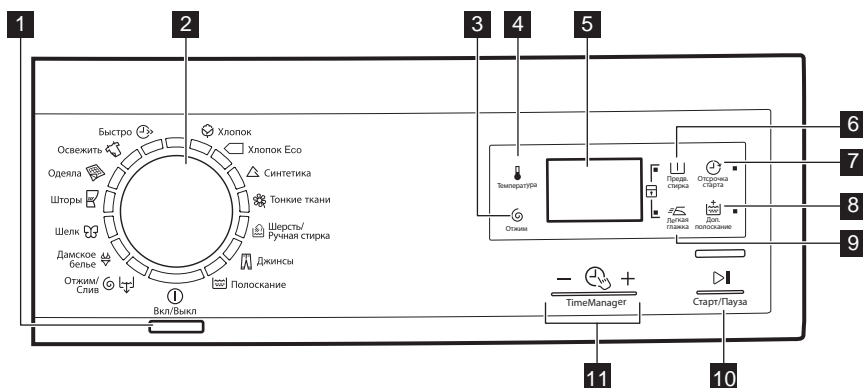 1
2
3
4
5
6
7
8
9
10
11
Быстро
Освежить
Одеяла
Шторы
Шелк
Дамское
белье
Отжим/
Слив
Вкл/Выкл
Хлопок
Хлопок Eco
Синтетика
Тонкие ткани
Шерсть/
Ручная стирка
Джинсы
Полоскание
Температура
Отжим
Предв.
стирка
Отсрочка
старта
Легкая
глажка
Доп.
полоскание
− +
TimeManager
Старт/Пауза